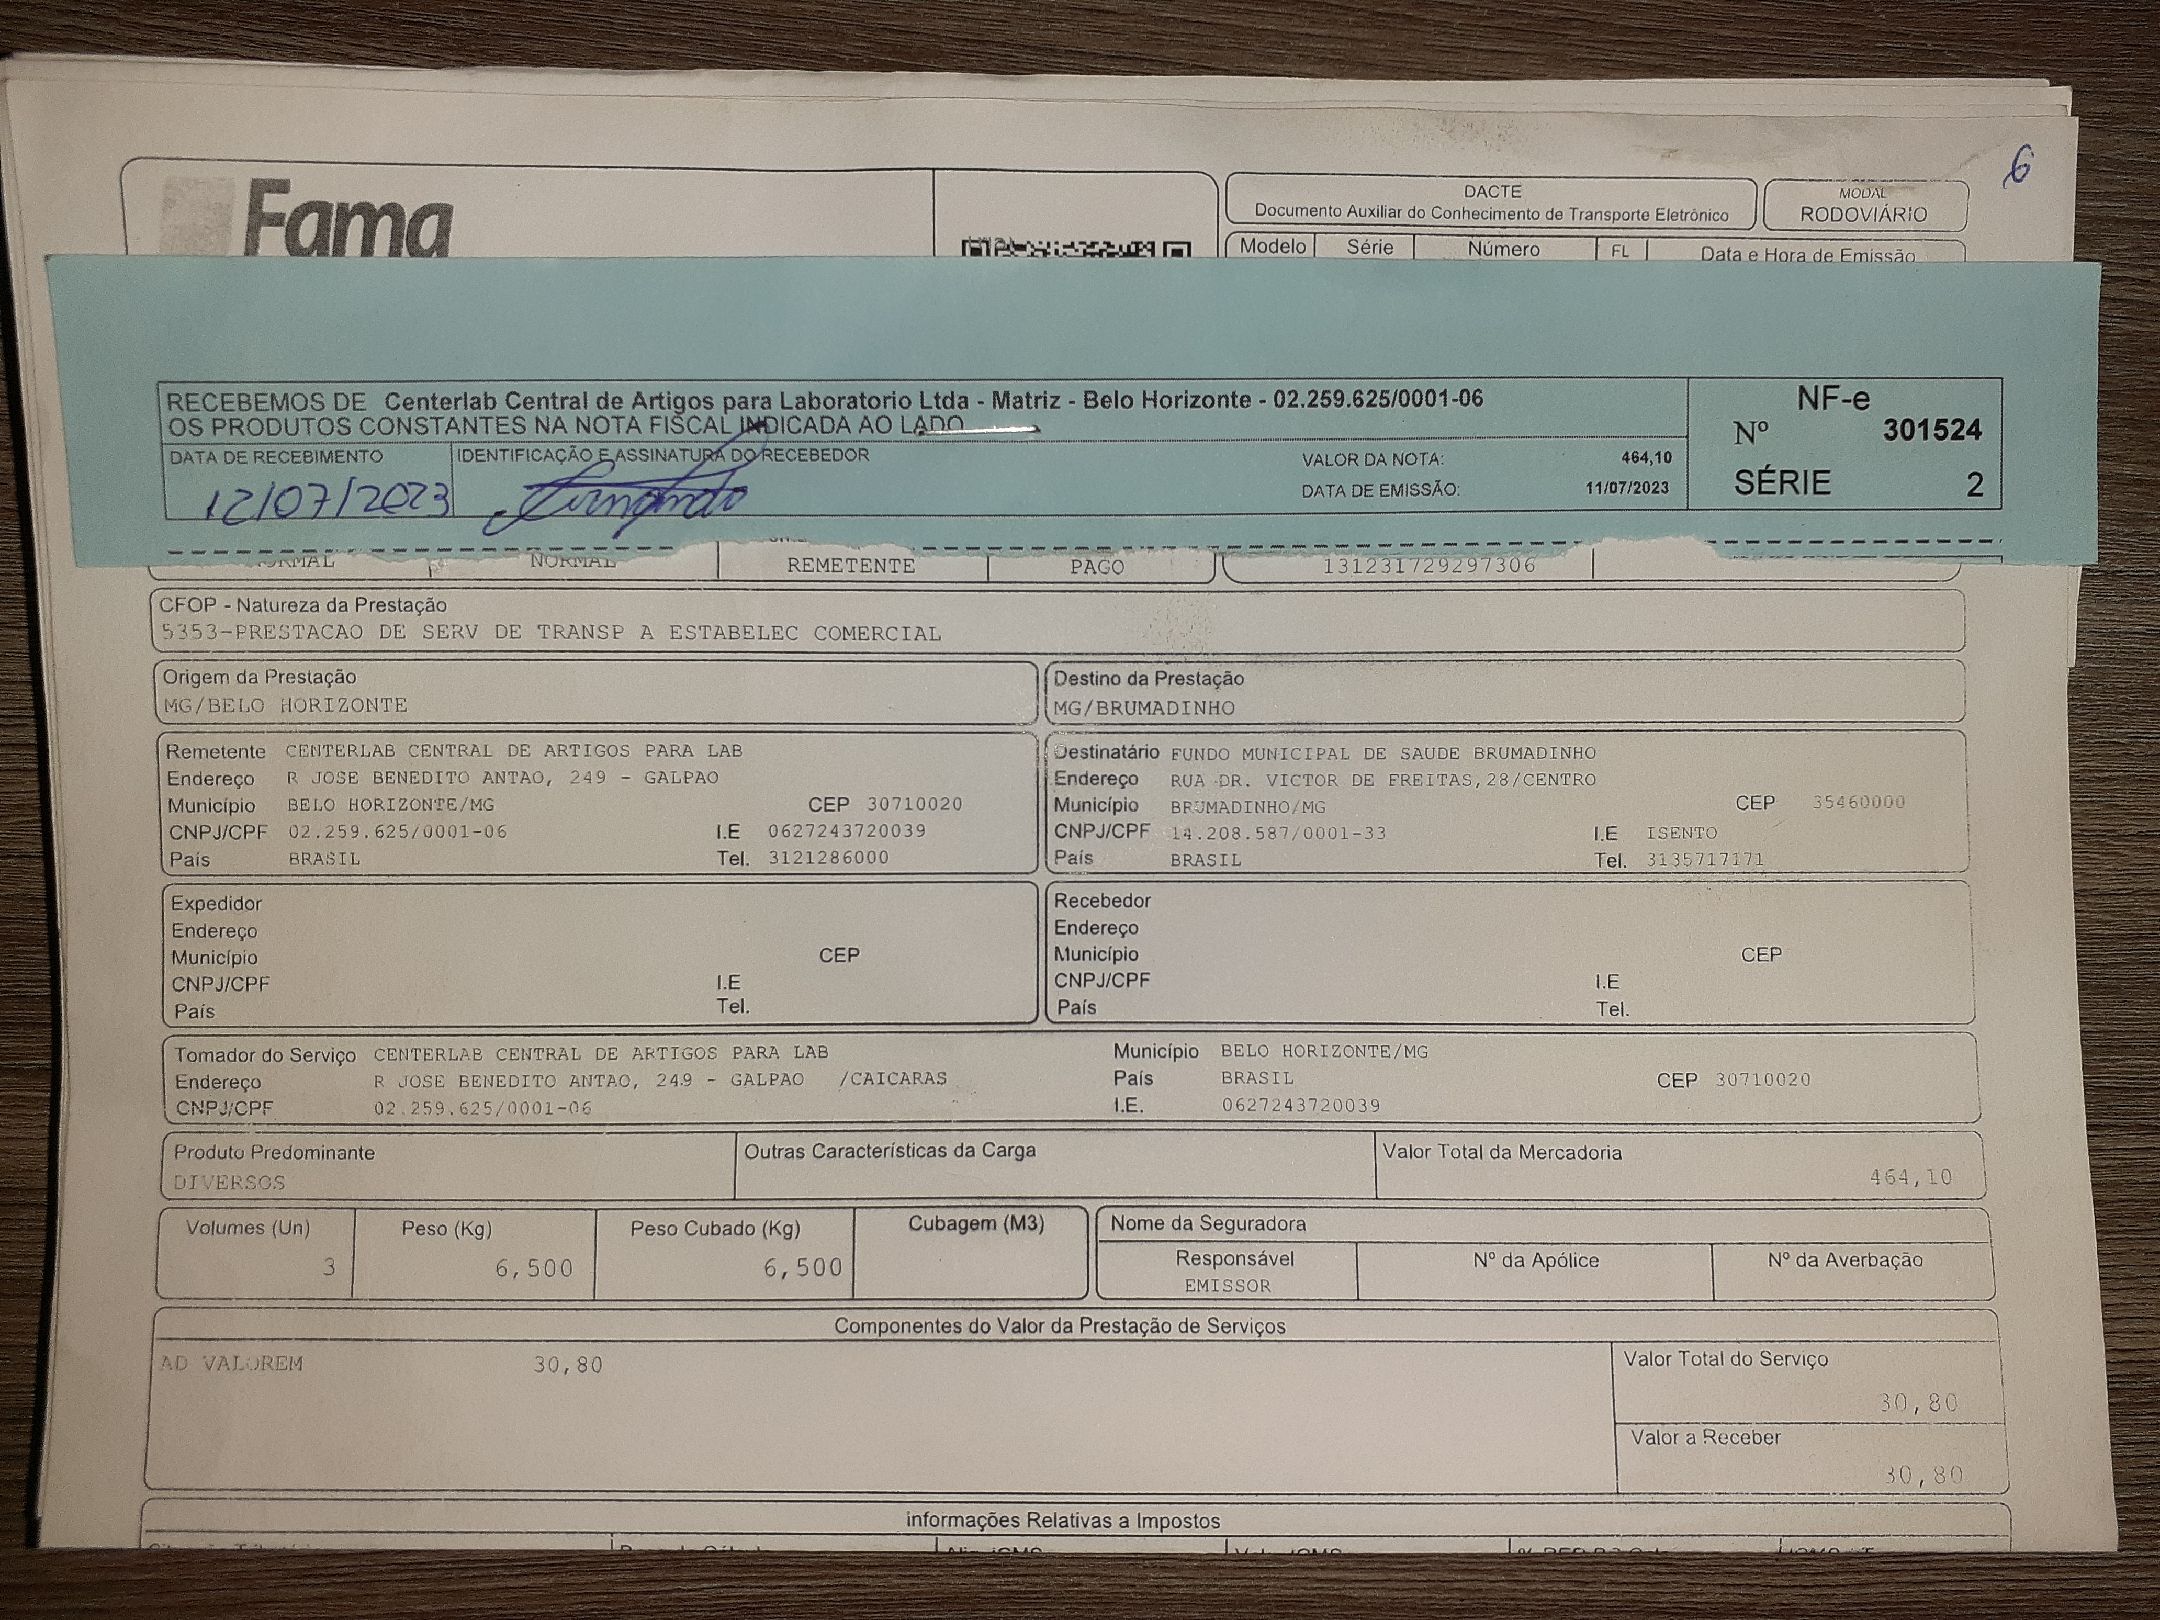 Fama
DACTE
Documento Auxiliar do Conhecimento de Transporte Eletrônico
MODAL
RODOVIÁRIO
6
Modelo Série Número FL Data e Hora de Emissão
RECEBEMOS DE Centerlab Central de Artigos para Laboratorio Ltda - Matriz - Belo Horizonte - 02.259.625/0001-06
OS PRODUTOS CONSTANTES NA NOTA FISCAL INDICADA AO LADO
NF-e
Nº 301524
SÉRIE 2
DATA DE RECEBIMENTO IDENTIFICAÇÃO E ASSINATURA DO RECEBEDOR
VALOR DA NOTA: 464,10
DATA DE EMISSÃO: 11/07/2023
12/07/2023
NORMAL NORMAL REMETENTE PAGO 131231729297306
CFOP - Natureza da Prestação
5353-PRESTACAO DE SERV DE TRANSP A ESTABELEC COMERCIAL
Origem da Prestação
MG/BELO HORIZONTE
Destino da Prestação
MG/BRUMADINHO
Remetente CENTERLAB CENTRAL DE ARTIGOS PARA LAB
Endereço R JOSE BENEDITO ANTAO, 249 - GALPAO
Município BELO HORIZONTE/MG CEP 30710020
CNPJ/CPF 02.259.625/0001-06 I.E 0627243720039
País BRASIL Tel. 3121286000
Destinatário FUNDO MUNICIPAL DE SAUDE BRUMADINHO
Endereço RUA DR. VICTOR DE FREITAS,28/CENTRO
Município BRUMADINHO/MG CEP 35460000
CNPJ/CPF 14.208.587/0001-33 I.E ISENTO
País BRASIL Tel. 3135717171
Expedidor
Endereço
Município CEP
CNPJ/CPF I.E
País Tel.
Recebedor
Endereço
Município CEP
CNPJ/CPF I.E
País Tel.
Tomador do Serviço CENTERLAB CENTRAL DE ARTIGOS PARA LAB Município BELO HORIZONTE/MG
Endereço R JOSE BENEDITO ANTAO, 249 - GALPAO /CAICARAS País BRASIL CEP 30710020
CNPJ/CPF 02.259.625/0001-06 I.E. 0627243720039
Produto Predominante
DIVERSOS
Outras Características da Carga
Valor Total da Mercadoria
464,10
Volumes (Un) Peso (Kg) Peso Cubado (Kg) Cubagem (M3)
3 6,500 6,500
Nome da Seguradora
Responsável Nº da Apólice Nº da Averbação
EMISSOR
Componentes do Valor da Prestação de Serviços
AD VALOREM 30,80
Valor Total do Serviço
30,80
Valor a Receber
30,80
Informações Relativas a Impostos